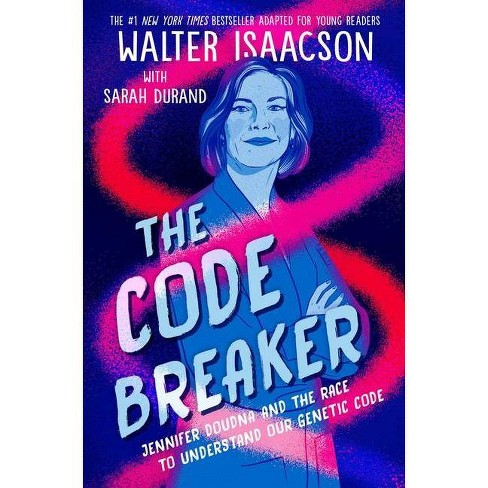 THE #1 NEW YORK TIMES BESTSELLER ADAPTED FOR YOUNG READERS
WALTER ISAACSON
WITH
SARAH DURAND
THE
CODE
BREAKER
JENNIFER DOUDNA AND THE RACE
TO UNDERSTAND OUR GENETIC CODE